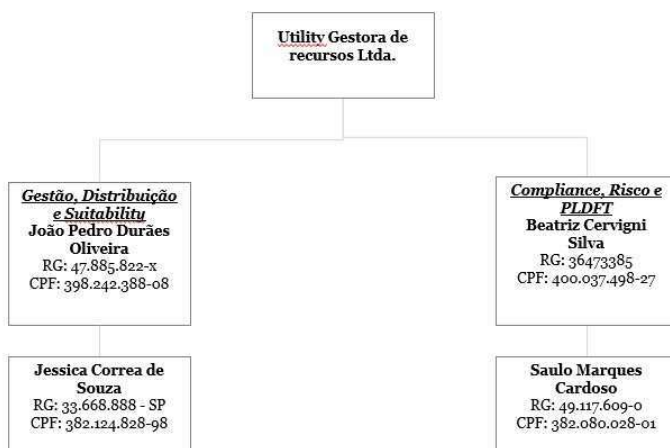 Utility Gestora de
recursos Ltda.
Gestão, Distribuição
e Suitability
João Pedro Durães
Oliveira
RG: 47.885.822-x
CPF: 398.242.388-08
Compliance, Risco e
PLDFT
Beatriz Cervigni
Silva
RG: 36473385
CPF: 400.037.498-27
Jessica Correa de
Souza
RG: 33.668.888 - SP
CPF: 382.124.828-98
Saulo Marques
Cardoso
RG: 49.117.609-0
CPF: 382.080.028-01